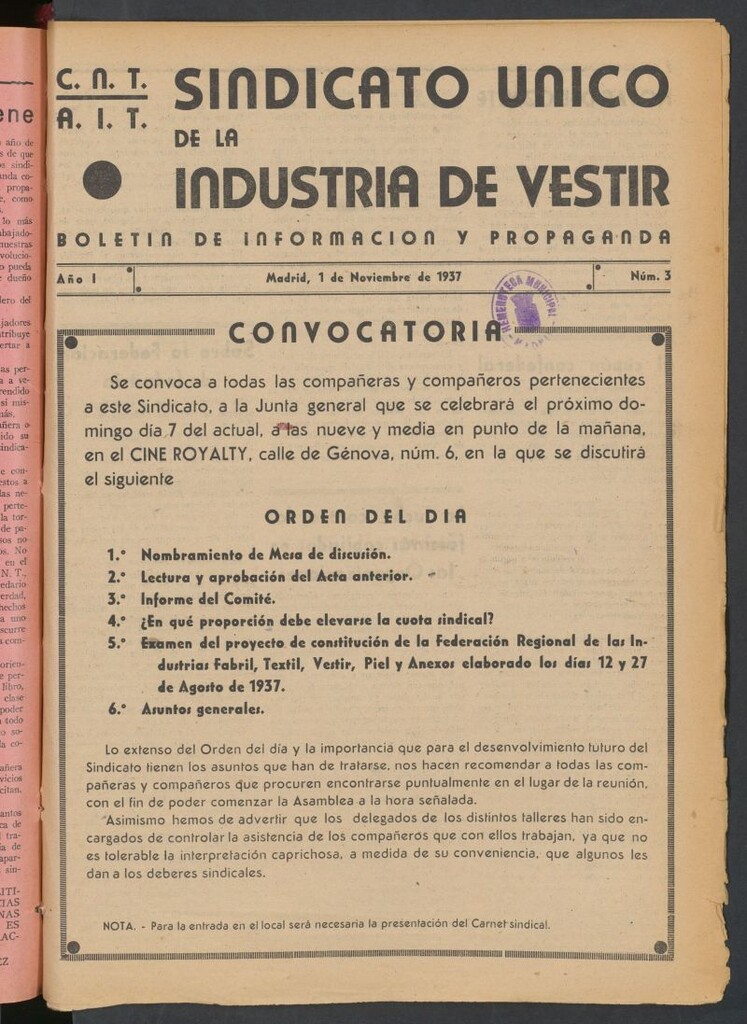 C. N. T.
A. I. T.
SINDICATO UNICO
DE LA
INDUSTRIA DE VESTIR
BOLETIN DE INFORMACION Y PROPAGANDA
Año I
Madrid, 1 de Noviembre de 1937
Núm. 3
HEMEROTECA MUNICIPAL
CONVOCATORIA
Se convoca a todas las compañeras y compañeros pertenecientes
a este Sindicato, a la Junta general que se celebrará el próximo do-
mingo día 7 del actual, a las nueve y media en punto de la mañana,
en el CINE ROYALTY, calle de Génova, núm. 6, en la que se discutirá
el siguiente
ORDEN DEL DIA
1.° Nombramiento de Mesa de discusión.
2.° Lectura y aprobación del Acta anterior.
3.° Informe del Comité.
4.° ¿En qué proporción debe elevarse la cuota sindical?
5.° Examen del proyecto de constitución de la Federación Regional de las In-
dustrias Fabril, Textil, Vestir, Piel y Anexos elaborado los días 12 y 27
de Agosto de 1937.
6.° Asuntos generales.
Lo extenso del Orden del día y la importancia que para el desenvolvimiento futuro del
Sindicato tienen los asuntos que han de tratarse, nos hacen recomendar a todas las com-
pañeras y compañeros que procuren encontrarse puntualmente en el lugar de la reunión,
con el fin de poder comenzar la Asamblea a la hora señalada.
Asimismo hemos de advertir que los delegados de los distintos talleres han sido en-
cargados de controlar la asistencia de los compañeros que con ellos trabajan, ya que no
es tolerable la interpretación caprichosa, a medida de su conveniencia, que algunos les
dan a los deberes sindicales.
NOTA. - Para la entrada en el local será necesaria la presentación del Carnet sindical.